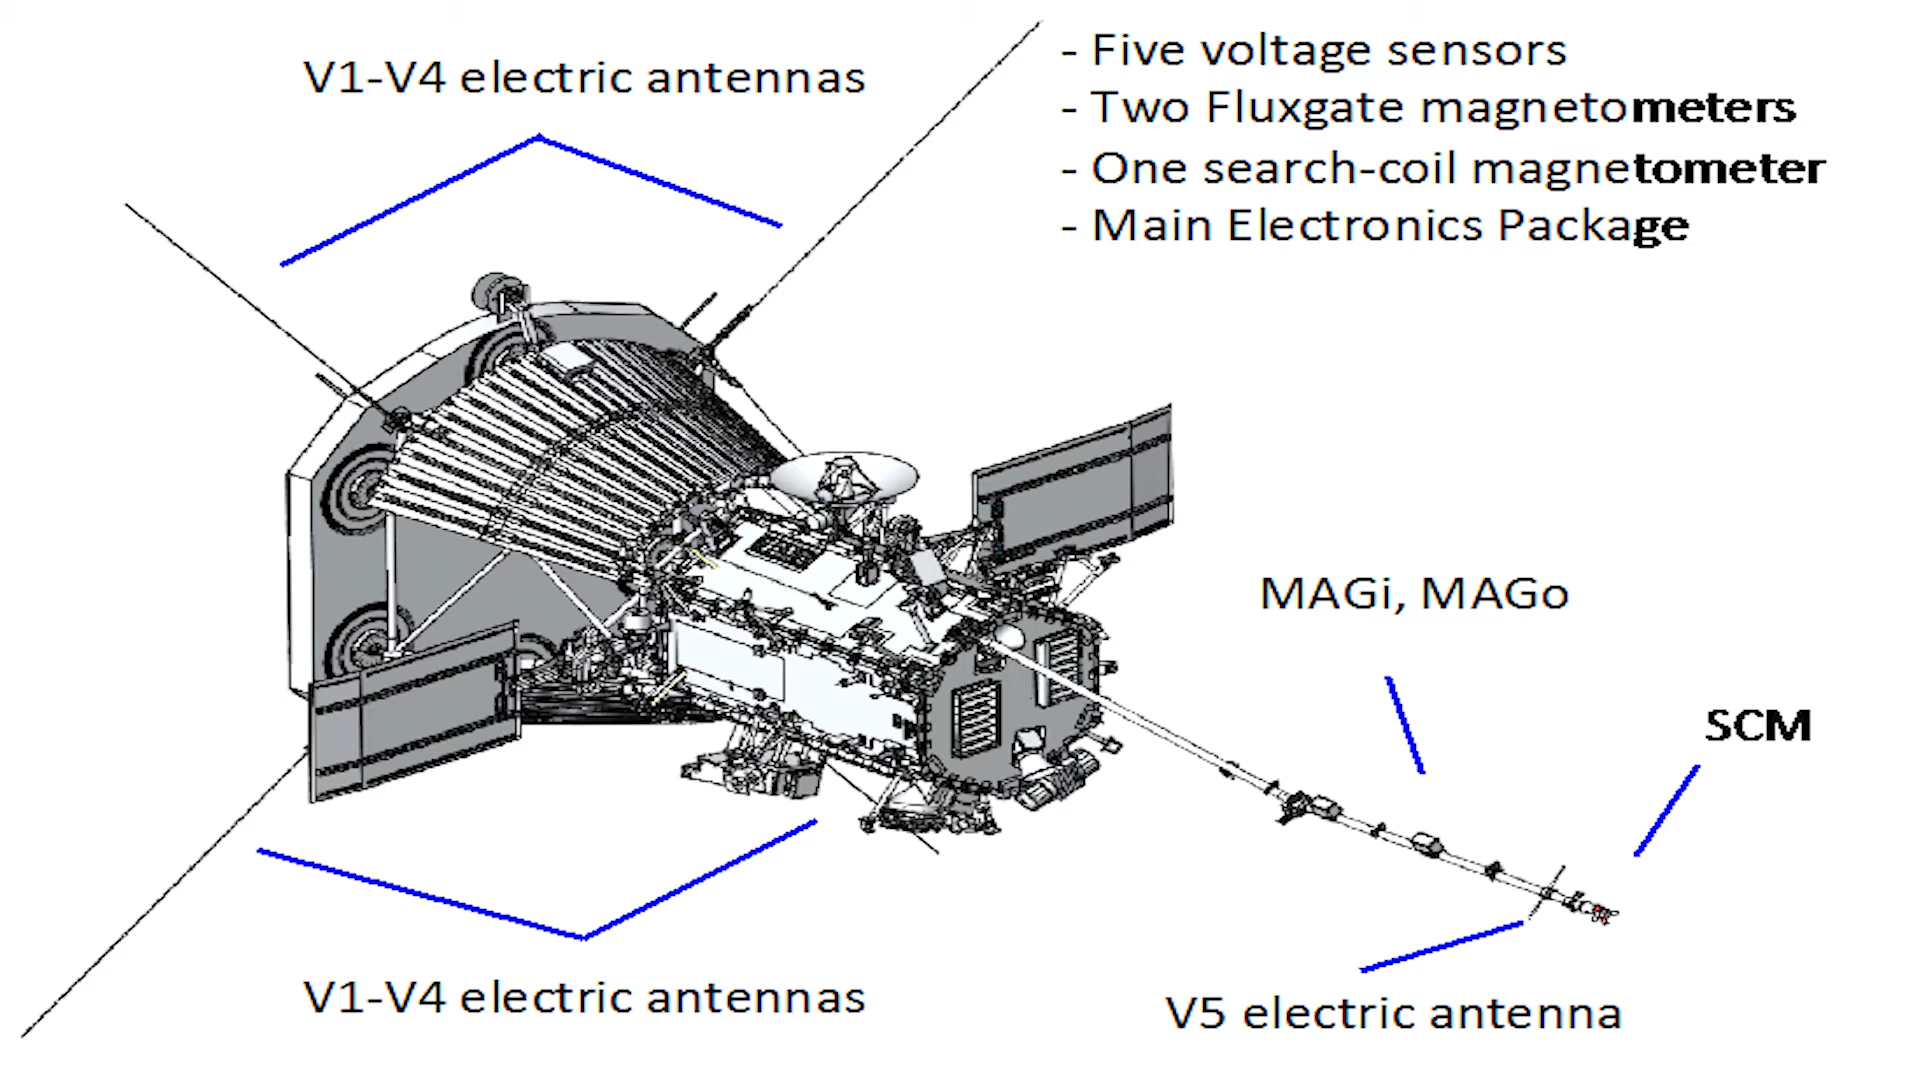 V1-V4 electric antennas
- Five voltage sensors
- Two Fluxgate magnetometers
- One search-coil magnetometer
- Main Electronics Package
MAGi, MAGo
SCM
V1-V4 electric antennas
V5 electric antenna